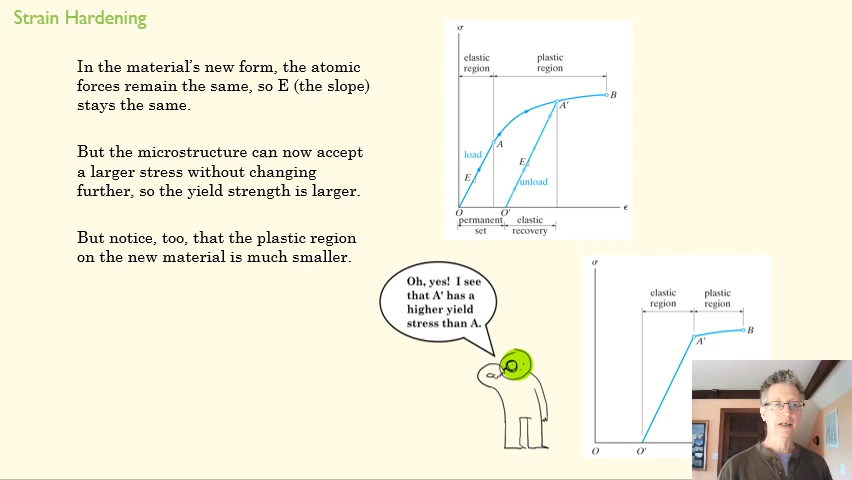 Strain Hardening
In the material's new form, the atomic
forces remain the same, so E (the slope)
stays the same.
But the microstructure can now accept
a larger stress without changing
further, so the yield strength is larger.
But notice, too, that the plastic region
on the new material is much smaller.
σ
elastic
region
plastic
region
B
A'
A
load
E
E
unload
O
O'
ϵ
permanent
set
elastic
recovery
Oh, yes! I see
that A' has a
higher yield
stress than A.
σ
elastic
region
plastic
region
B
A'
O
O'